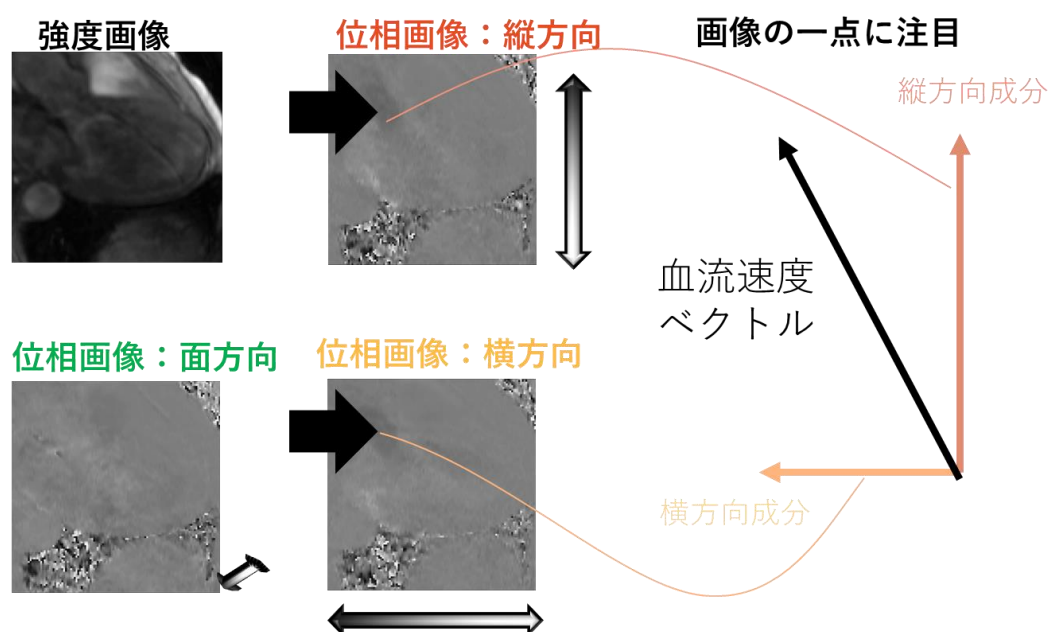 強度画像
位相画像：縦方向
画像の一点に注目
縦方向成分
血流速度
ベクトル
位相画像：面方向
位相画像：横方向
横方向成分